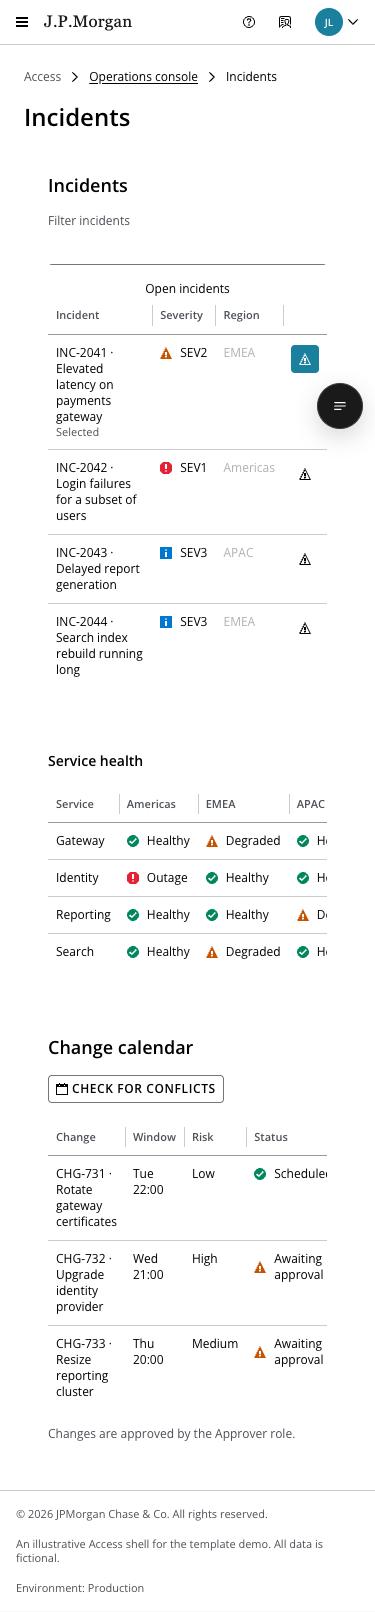 J.P.Morgan
JL
Access Operations console Incidents
Incidents
Incidents
Filter incidents
Open incidents
Incident Severity Region
INC-2041 · SEV2 EMEA
Elevated
latency on
payments
gateway
Selected
INC-2042 · SEV1 Americas
Login failures
for a subset of
users
INC-2043 · SEV3 APAC
Delayed report
generation
INC-2044 · SEV3 EMEA
Search index
rebuild running
long
Service health
Service Americas EMEA APAC
Gateway Healthy Degraded
Identity Outage Healthy
Reporting Healthy Healthy
Search Healthy Degraded
Change calendar
CHECK FOR CONFLICTS
Change Window Risk Status
CHG-731 · Tue Low Scheduled
Rotate 22:00
gateway
certificates
CHG-732 · Wed High Awaiting
Upgrade 21:00 approval
identity
provider
CHG-733 · Thu Medium Awaiting
Resize 20:00 approval
reporting
cluster
Changes are approved by the Approver role.
© 2026 JPMorgan Chase & Co. All rights reserved.
An illustrative Access shell for the template demo. All data is
fictional.
Environment: Production